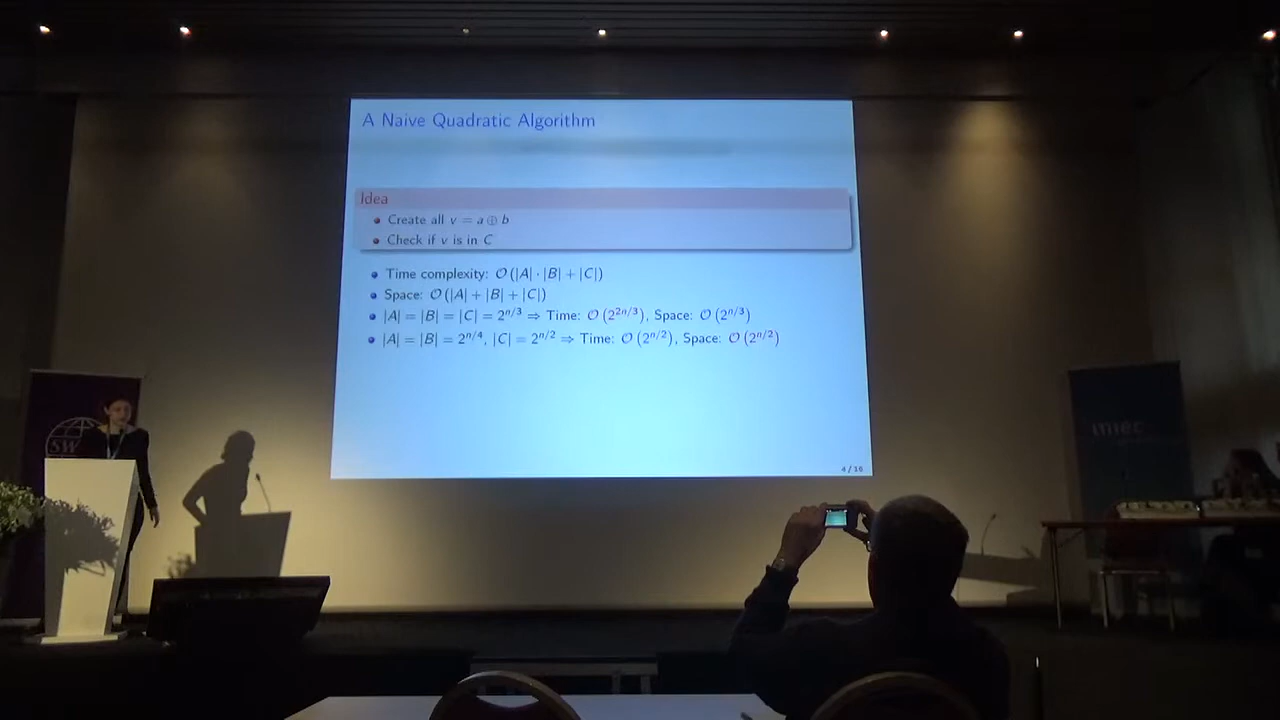 A Naive Quadratic Algorithm
Idea
Create all v = a ⊕ b
Check if v is in C
Time complexity: 𝒪(|A| · |B| + |C|)
Space: 𝒪(|A| + |B| + |C|)
|A| = |B| = |C| = 2^{n/3} ⇒ Time: 𝒪(2^{2n/3}), Space: 𝒪(2^{n/3})
|A| = |B| = 2^{n/4}, |C| = 2^{n/2} ⇒ Time: 𝒪(2^{n/2}), Space: 𝒪(2^{n/2})
4 / 16
SW